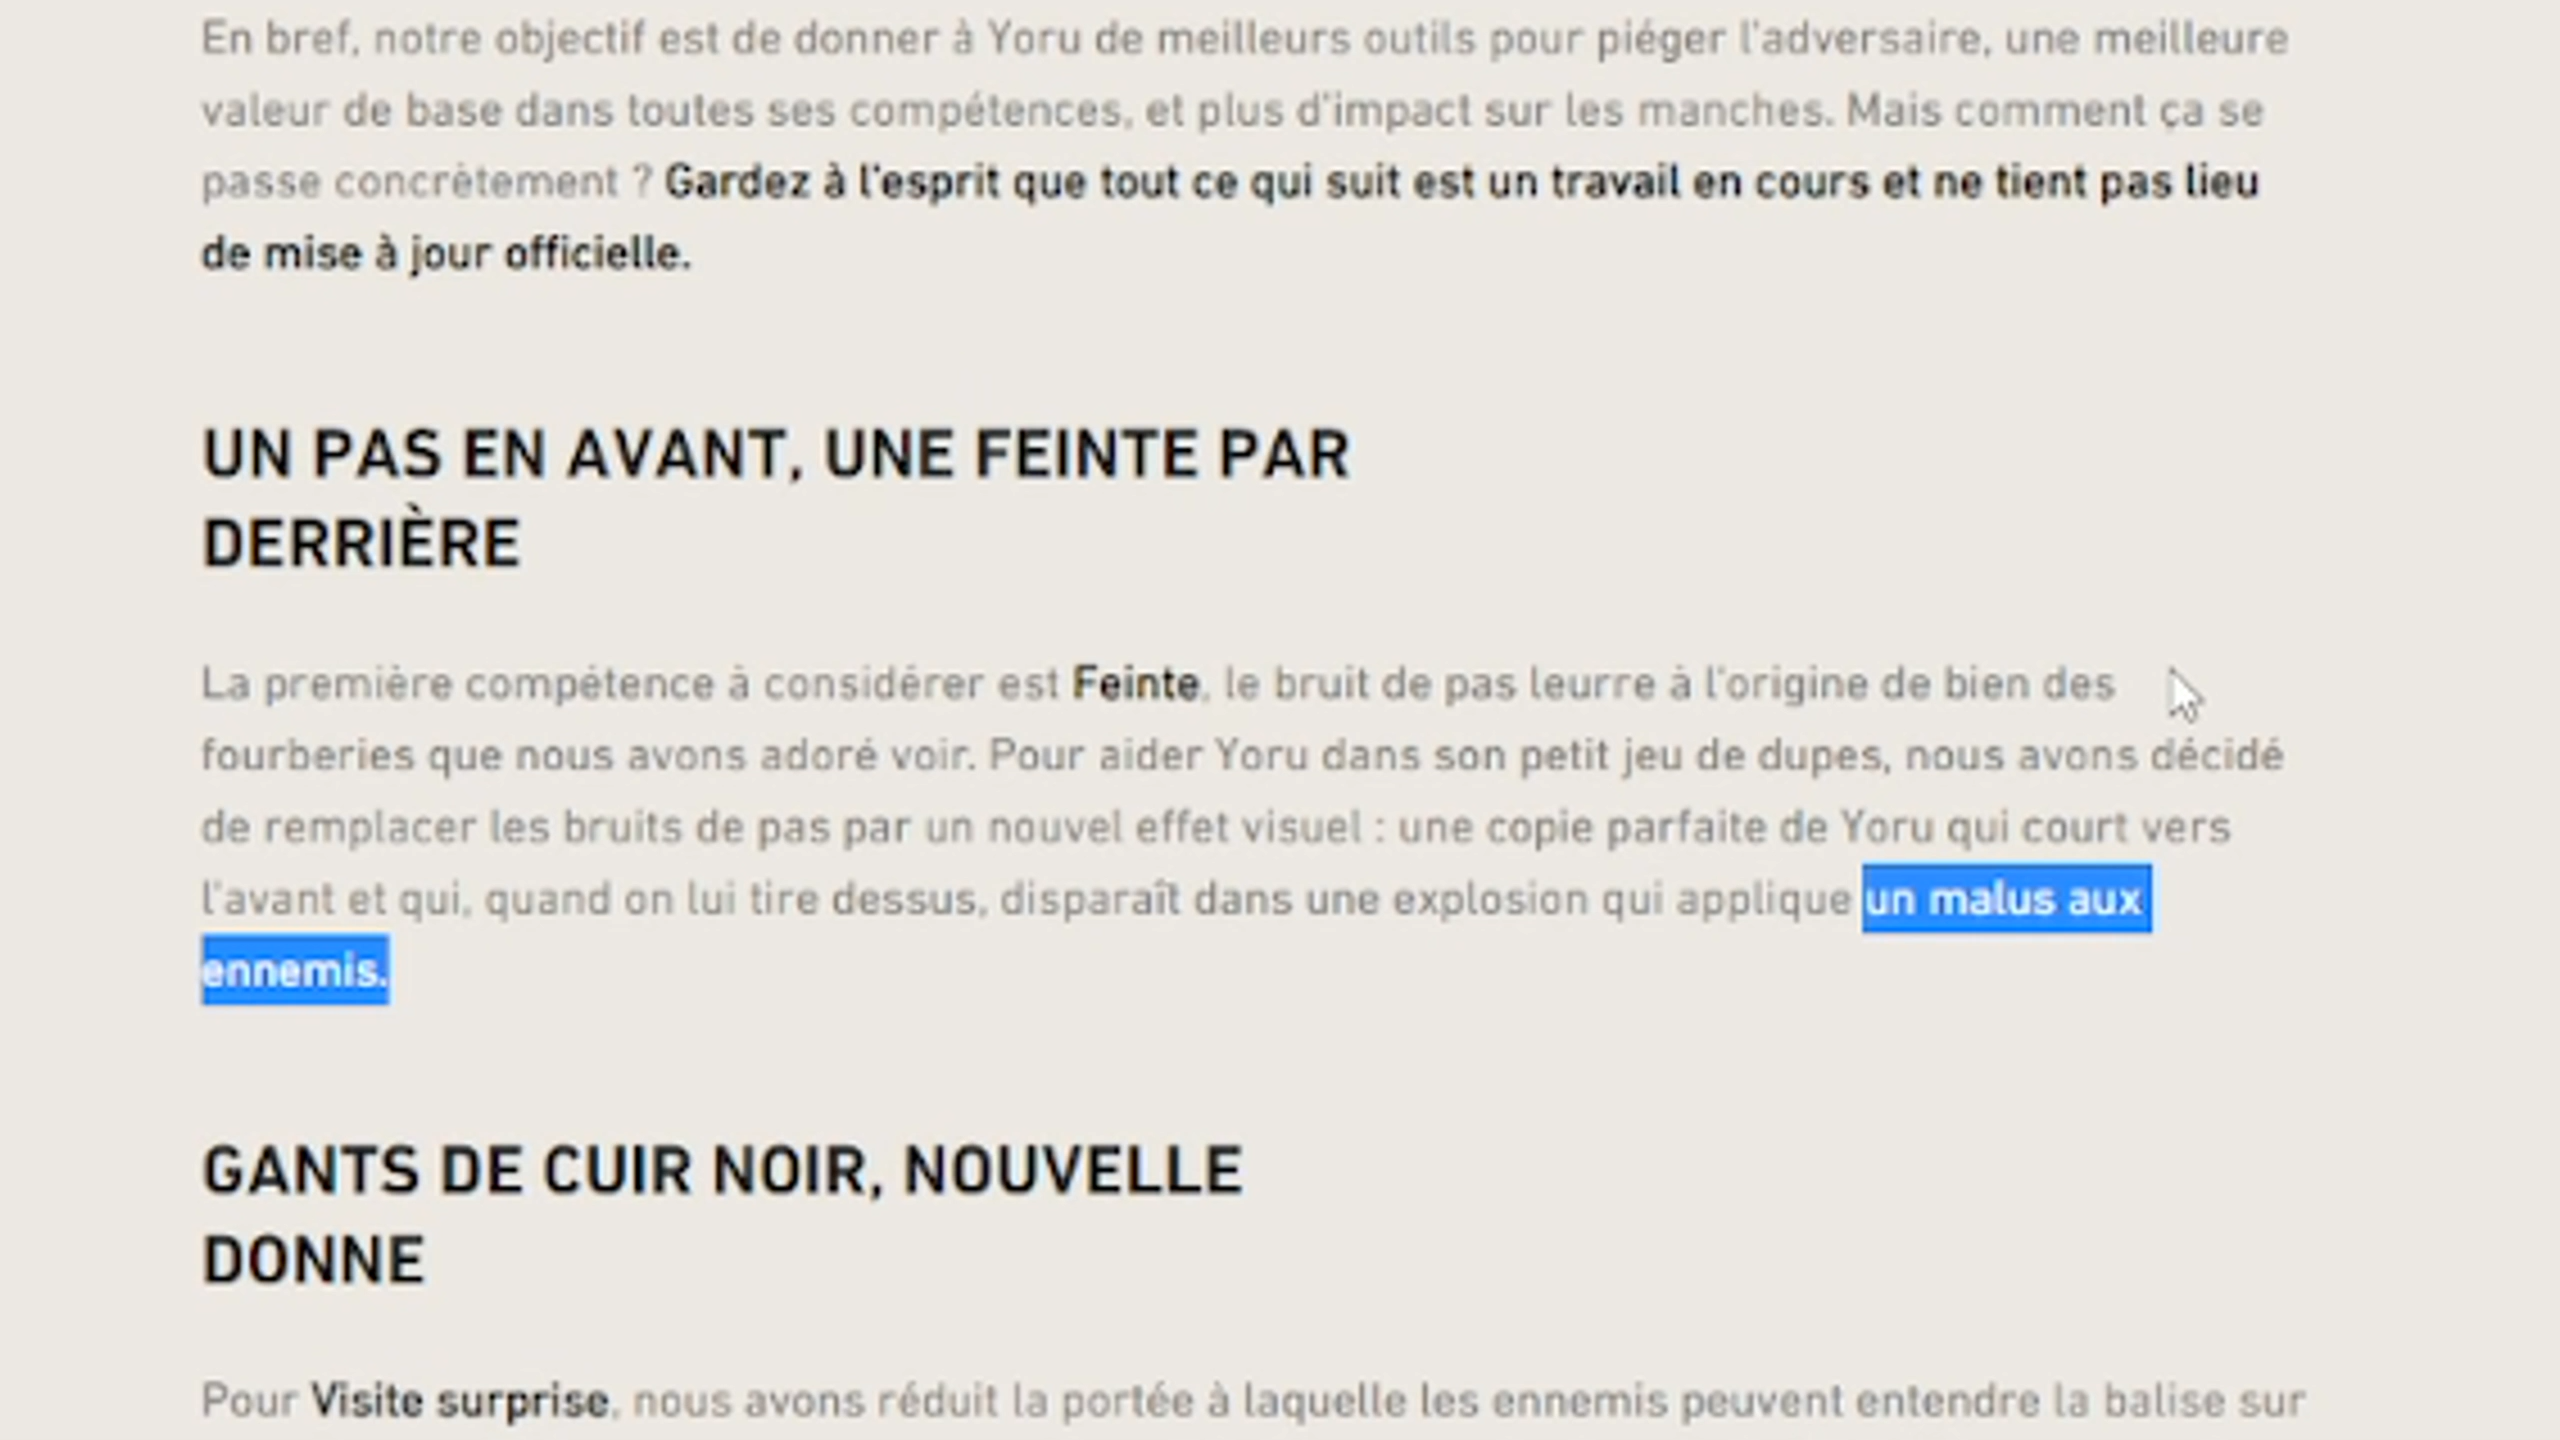 En bref, notre objectif est de donner à Yoru de meilleurs outils pour piéger l'adversaire, une meilleure
valeur de base dans toutes ses compétences, et plus d'impact sur les manches. Mais comment ça se
passe concrètement ? Gardez à l'esprit que tout ce qui suit est un travail en cours et ne tient pas lieu
de mise à jour officielle.
UN PAS EN AVANT, UNE FEINTE PAR
DERRIÈRE
La première compétence à considérer est Feinte, le bruit de pas leurre à l'origine de bien des
fourberies que nous avons adoré voir. Pour aider Yoru dans son petit jeu de dupes, nous avons décidé
de remplacer les bruits de pas par un nouvel effet visuel : une copie parfaite de Yoru qui court vers
l'avant et qui, quand on lui tire dessus, disparaît dans une explosion qui applique un malus aux
ennemis.
GANTS DE CUIR NOIR, NOUVELLE
DONNE
Pour Visite surprise, nous avons réduit la portée à laquelle les ennemis peuvent entendre la balise sur